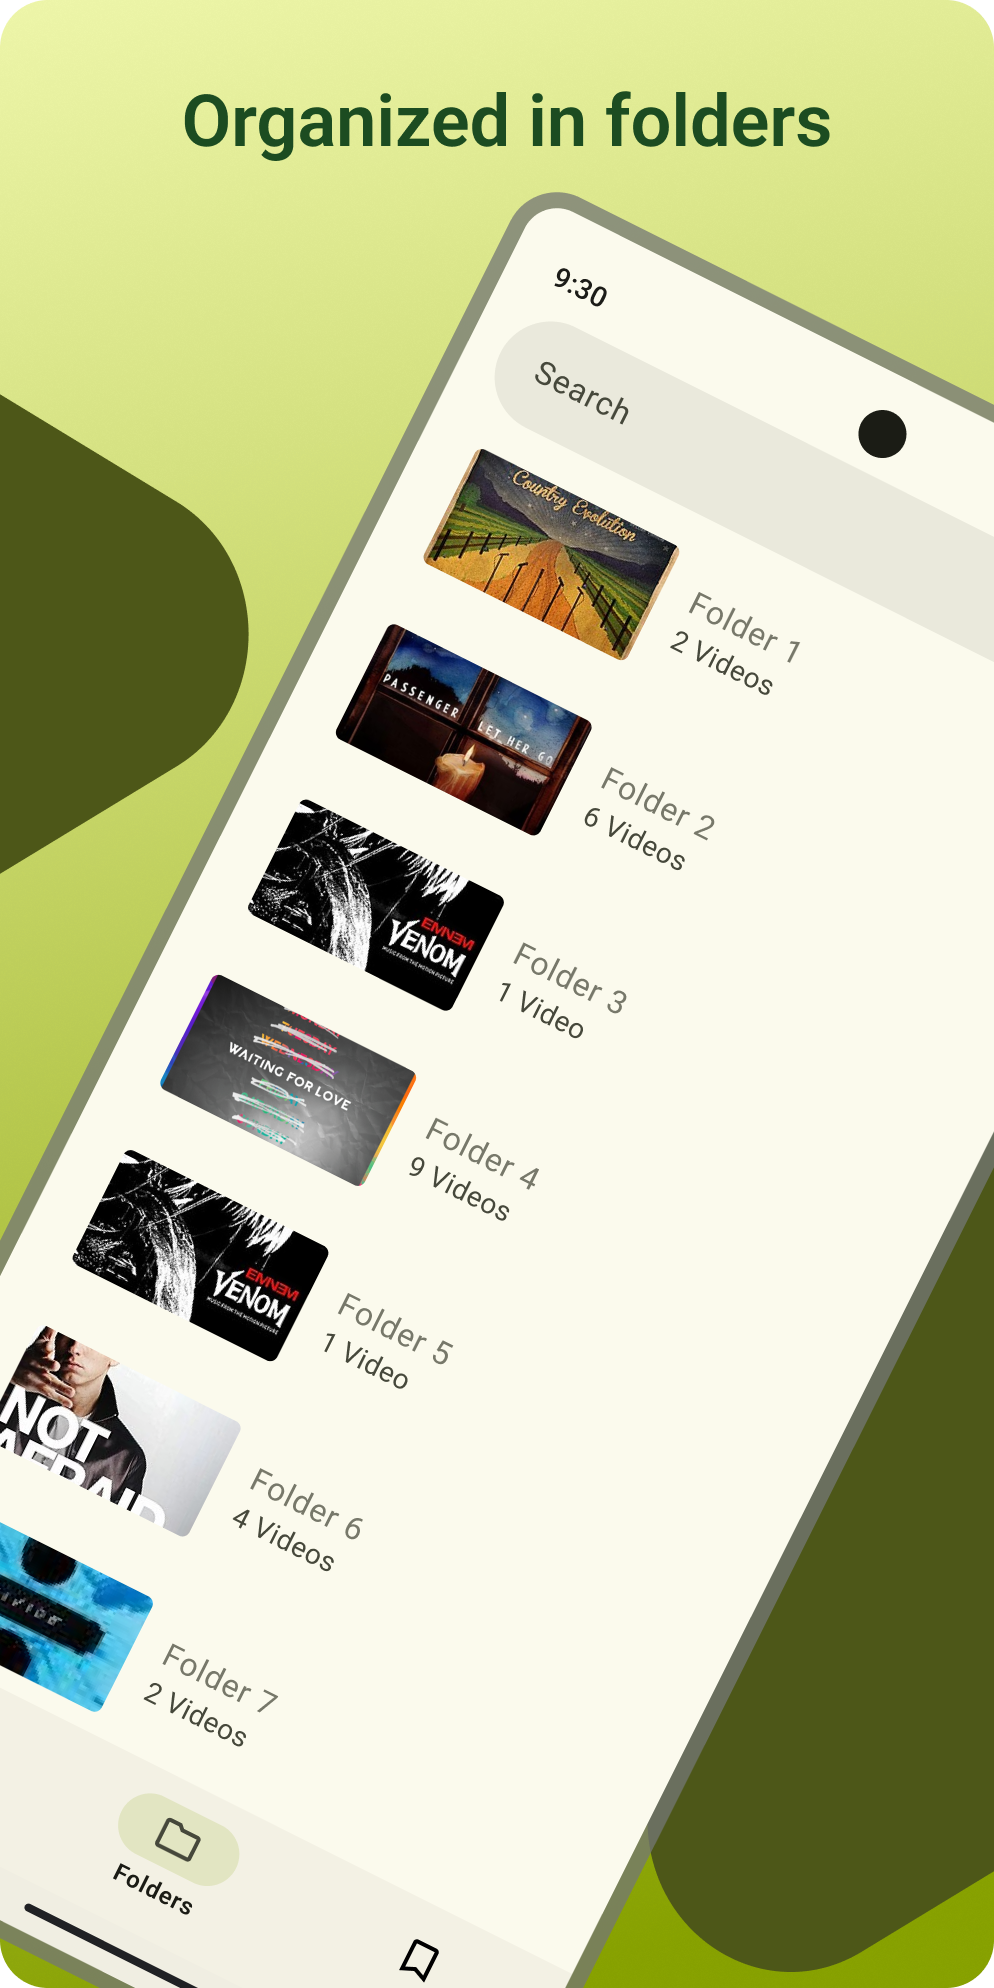 Organized in folders
9:30
Search
Country Evolution
Folder 1
2 Videos
PASSENGER
LET HER GO
Folder 2
6 Videos
EMINEM
VENOM
MUSIC FROM THE MOTION PICTURE
Folder 3
1 Video
WAITING FOR LOVE
Folder 4
9 Videos
EMINEM
VENOM
MUSIC FROM THE MOTION PICTURE
Folder 5
1 Video
NOT
AFRAID
Folder 6
4 Videos
Folder 7
2 Videos
Folders